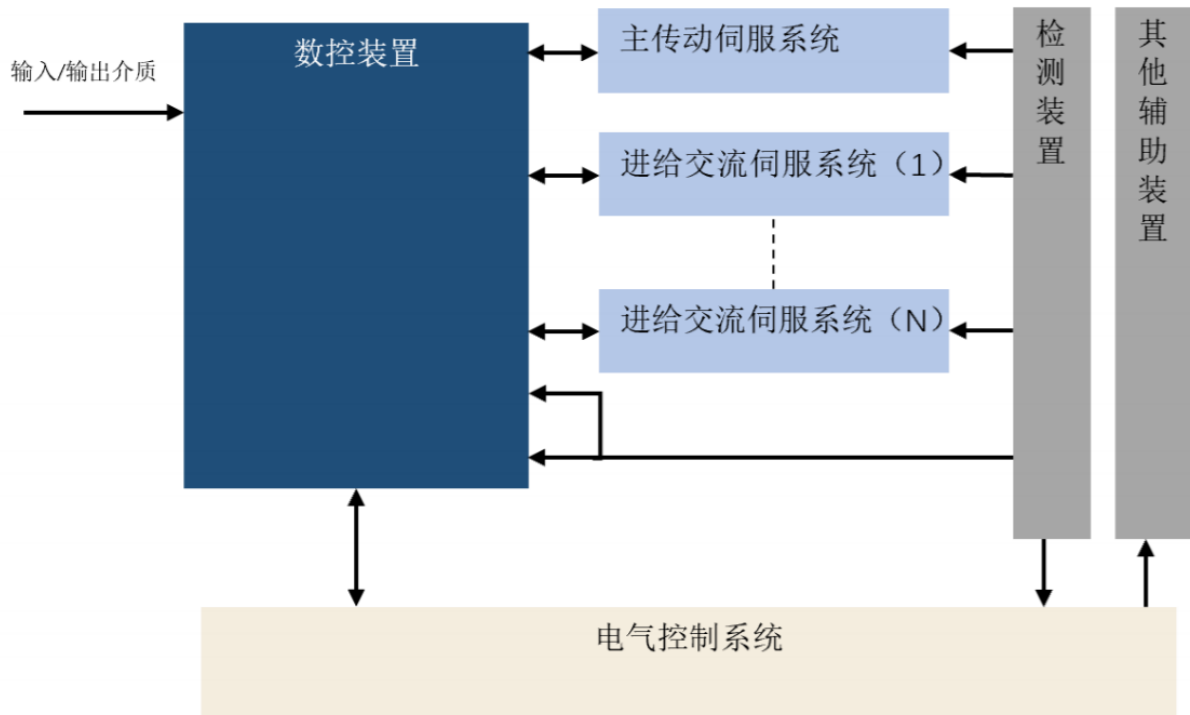 输入/输出介质
数控装置
主传动伺服系统
进给交流伺服系统（1）
进给交流伺服系统（N）
检测装置
其他辅助装置
电气控制系统